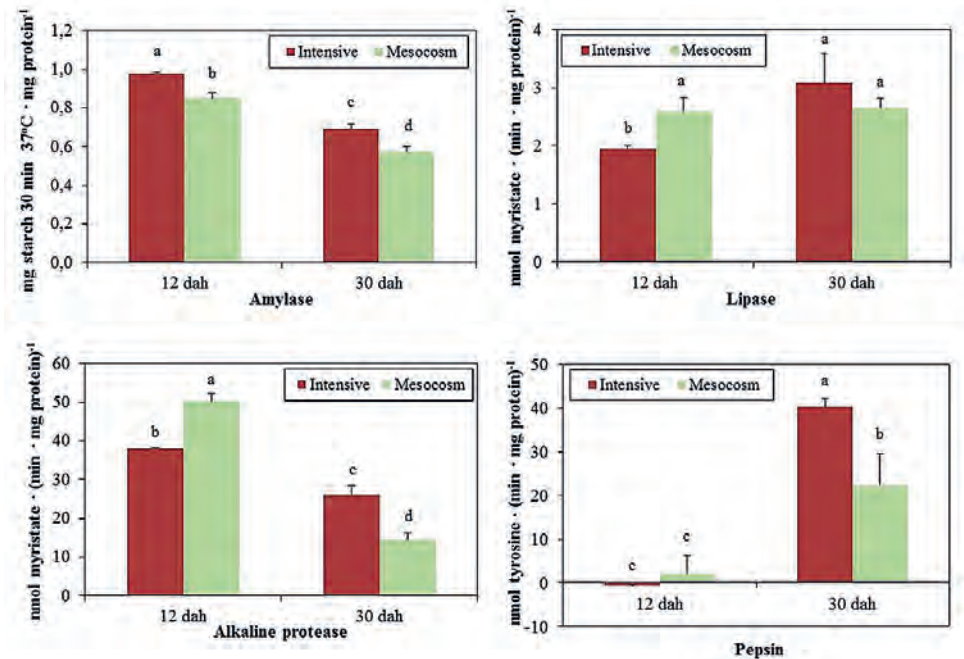 mg starch 30 min 37ºC · mg protein⁻¹
1,2
1,0
0,8
0,6
0,4
0,2
0,0
Intensive Mesocosm
a
b
c
d
12 dah 30 dah
Amylase
nmol myristate · (min · mg protein)⁻¹
4
3
2
1
0
Intensive Mesocosm
b
a
a
a
12 dah 30 dah
Lipase
nmol myristate · (min · mg protein)⁻¹
60
50
40
30
20
10
0
Intensive Mesocosm
b
a
c
d
12 dah 30 dah
Alkaline protease
nmol tyrosine · (min · mg protein)⁻¹
50
40
30
20
10
0
-10
Intensive Mesocosm
c
c
a
b
12 dah 30 dah
Pepsin